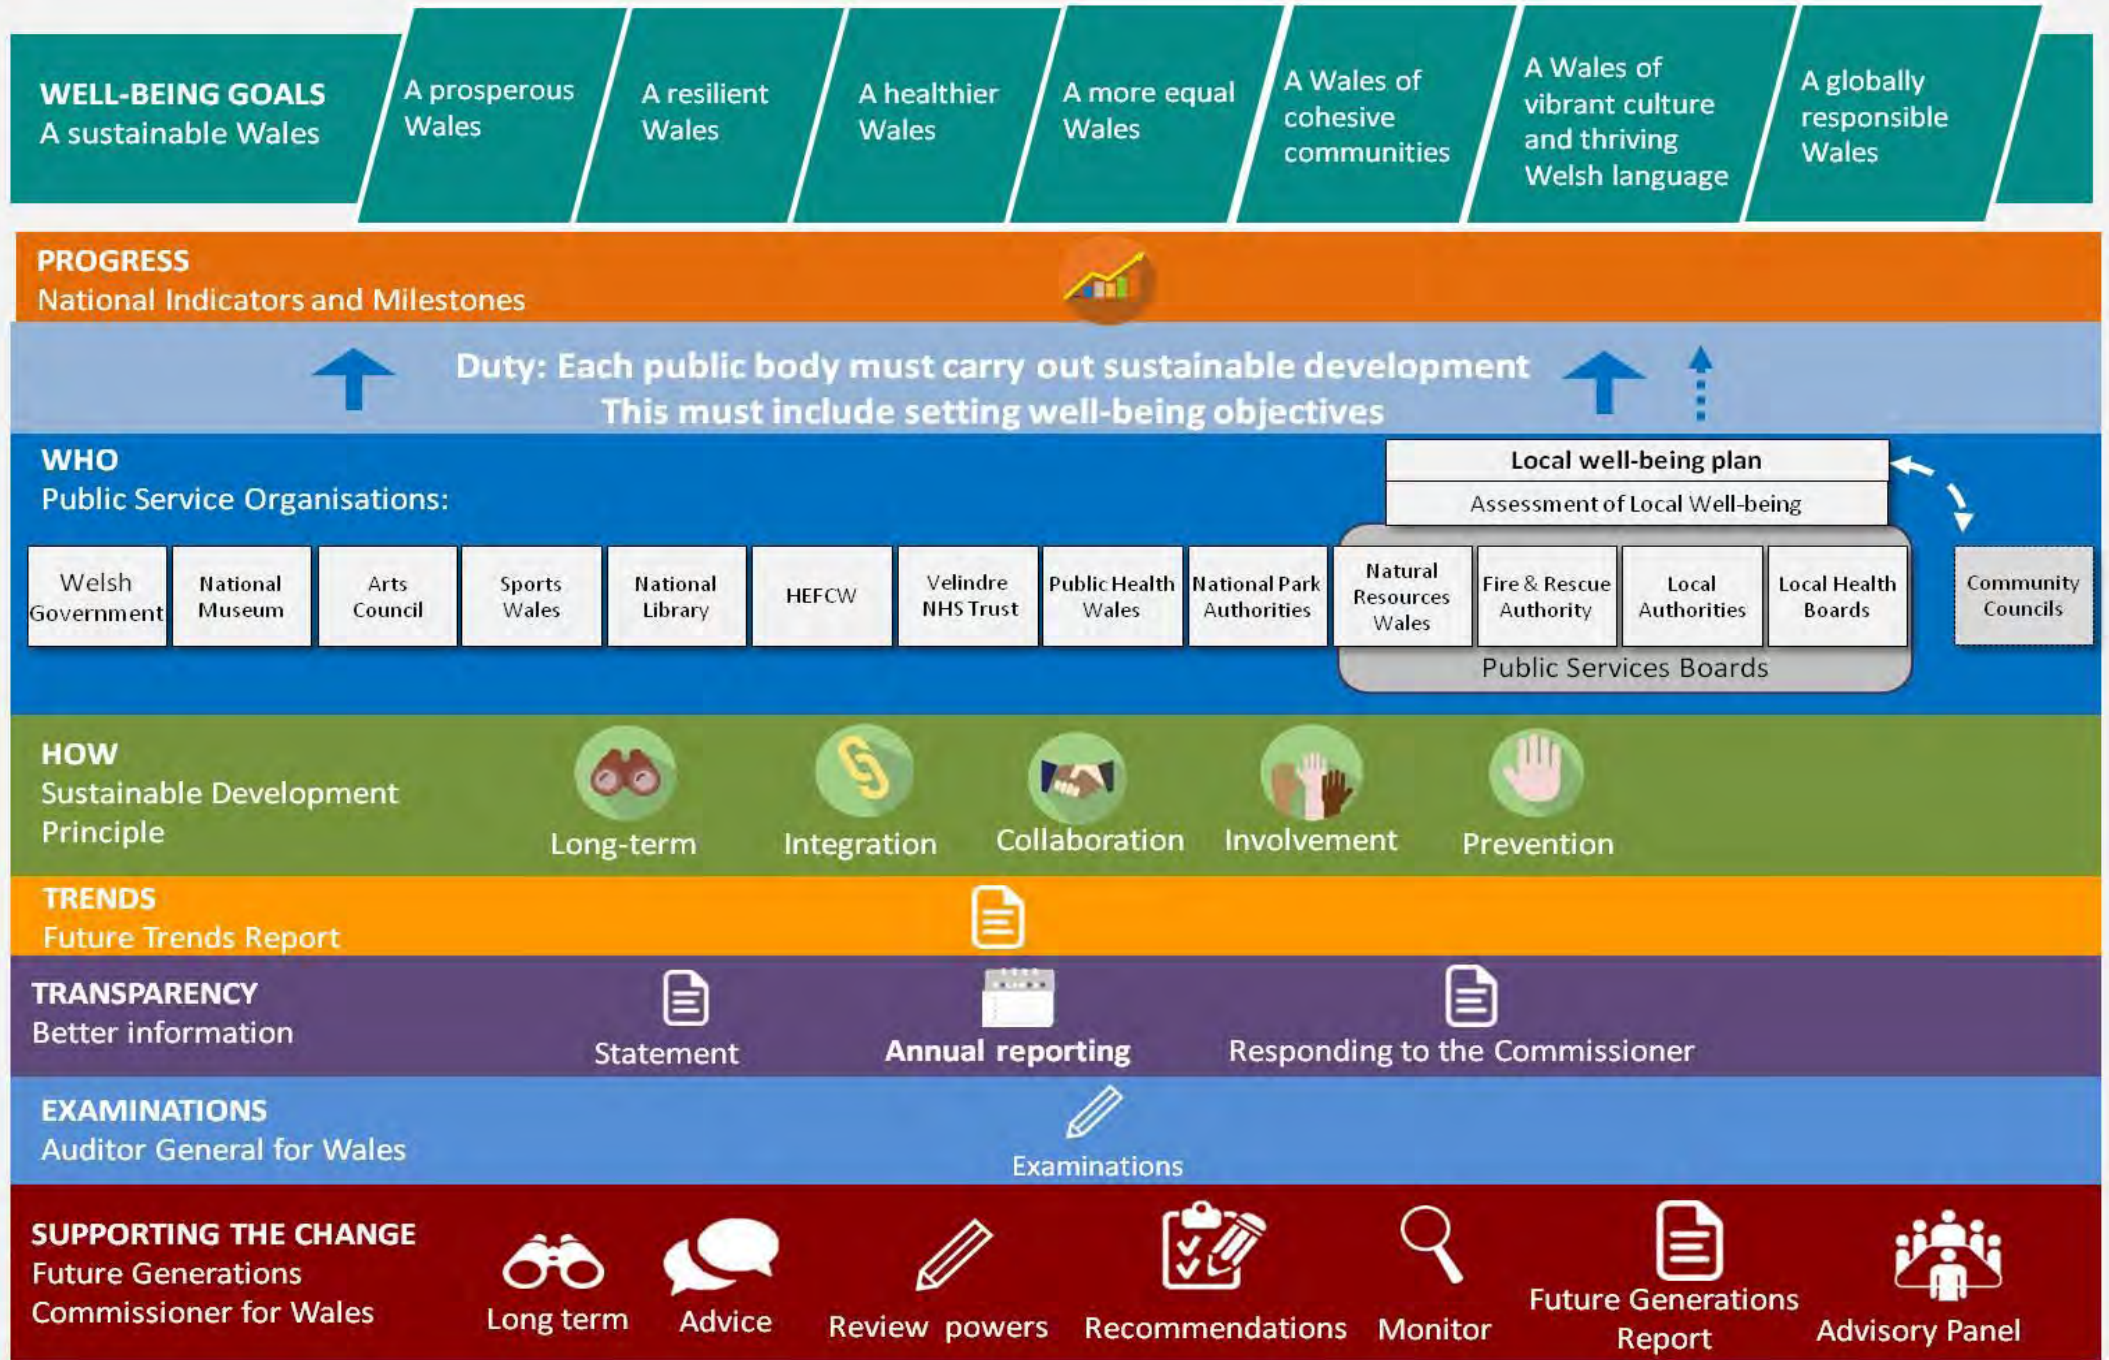 WELL-BEING GOALS
A sustainable Wales
A prosperous
Wales
A resilient
Wales
A healthier
Wales
A more equal
Wales
A Wales of
cohesive
communities
A Wales of
vibrant culture
and thriving
Welsh language
A globally
responsible
Wales
PROGRESS
National Indicators and Milestones
Duty: Each public body must carry out sustainable development
This must include setting well-being objectives
WHO
Public Service Organisations:
Local well-being plan
Assessment of Local Well-being
Welsh
Government
National
Museum
Arts
Council
Sports
Wales
National
Library
HEFCW
Velindre
NHS Trust
Public Health
Wales
National Park
Authorities
Natural
Resources
Wales
Fire & Rescue
Authority
Local
Authorities
Local Health
Boards
Community
Councils
Public Services Boards
HOW
Sustainable Development
Principle
Long-term
Integration
Collaboration
Involvement
Prevention
TRENDS
Future Trends Report
TRANSPARENCY
Better information
Statement
Annual reporting
Responding to the Commissioner
EXAMINATIONS
Auditor General for Wales
Examinations
SUPPORTING THE CHANGE
Future Generations
Commissioner for Wales
Long term
Advice
Review powers
Recommendations
Monitor
Future Generations
Report
Advisory Panel